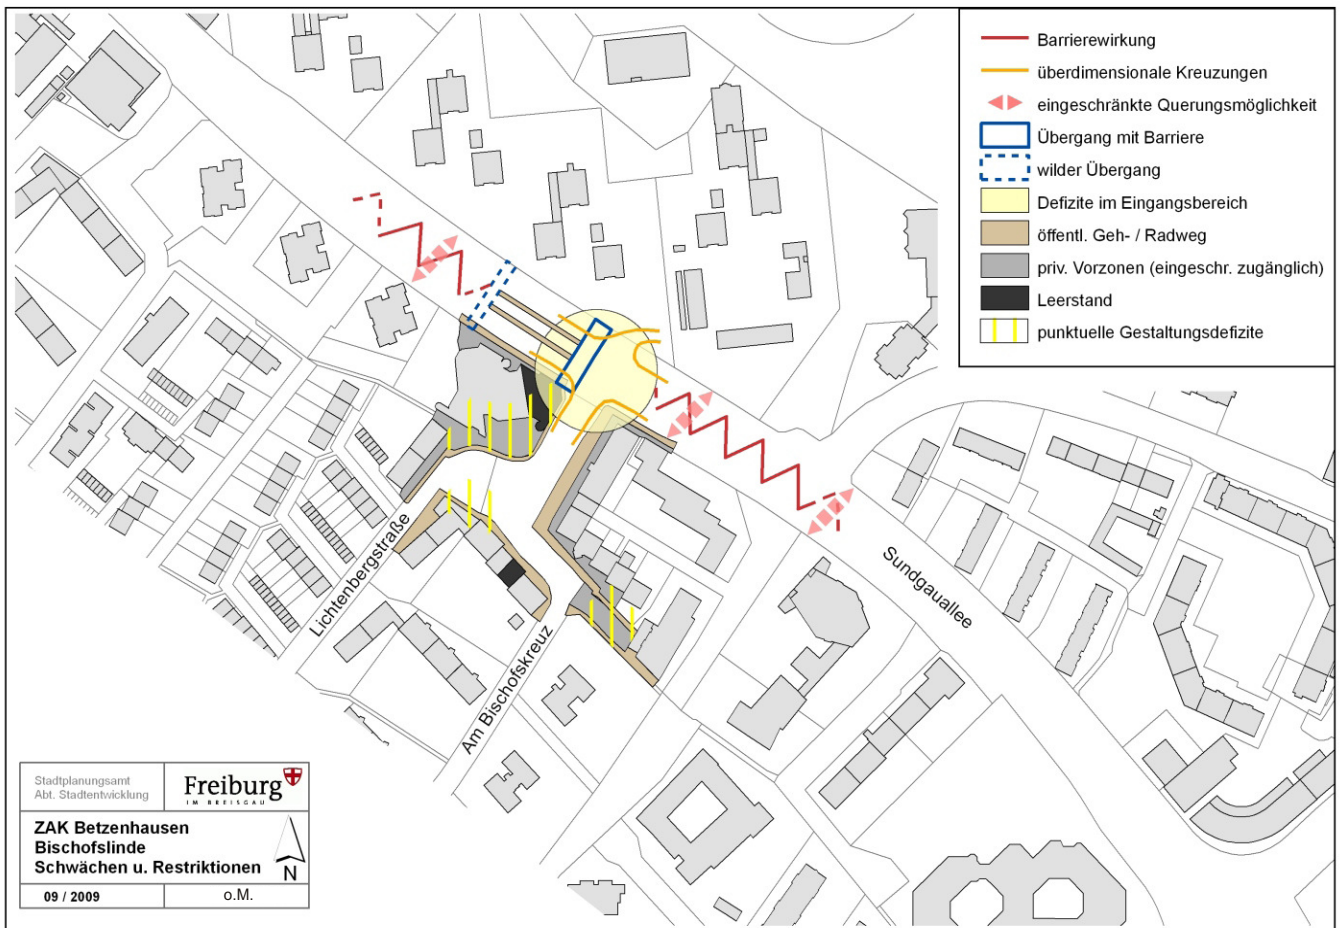 Barrierewirkung
überdimensionale Kreuzungen
eingeschränkte Querungsmöglichkeit
Übergang mit Barriere
wilder Übergang
Defizite im Eingangsbereich
öffentl. Geh- / Radweg
priv. Vorzonen (eingeschr. zugänglich)
Leerstand
punktuelle Gestaltungsdefizite
Sundgauallee
Lichtenbergstraße
Am Bischofskreuz
Stadtplanungsamt
Abt. Stadtentwicklung
Freiburg
IM BREISGAU
ZAK Betzenhausen
Bischofslinde
Schwächen u. Restriktionen
N
09 / 2009
o.M.